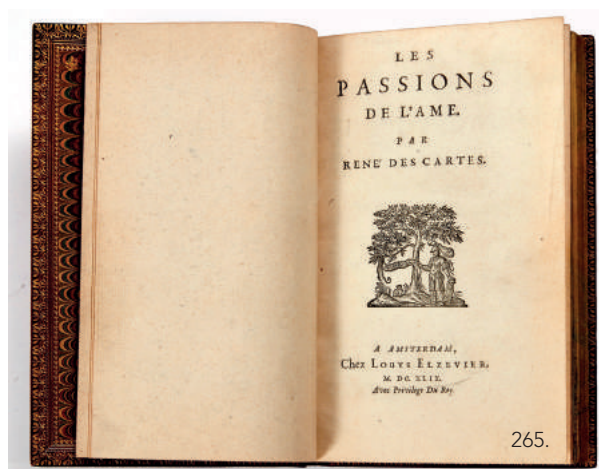 LES
PASSIONS
DE L'AME.
PAR
RENE' DES CARTES.
A AMSTERDAM,
Chez LOUYS ELZEVIER,
M. DC. XLIX.
Avec Privilege Du Roy.
265.